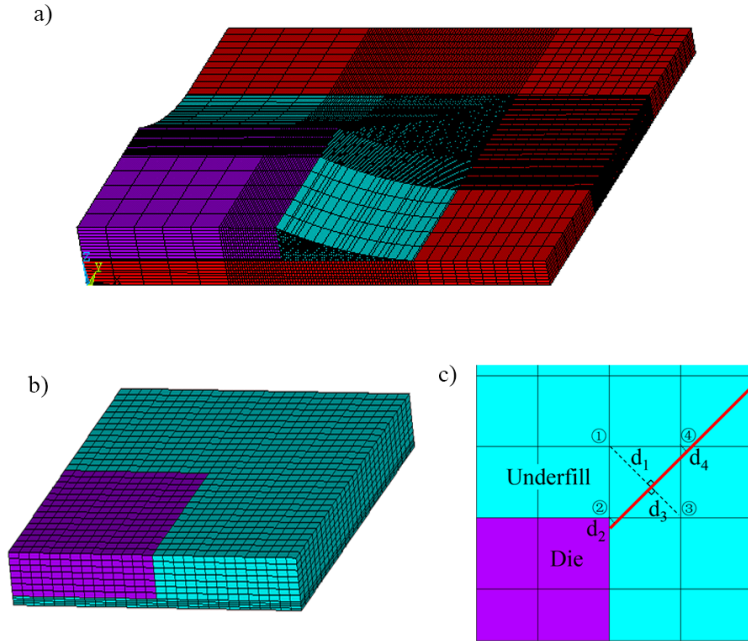 a)
Z
Y
X
b)
c)
① ④
d₁ d₄
Underfill
② d₃ ③
d₂
Die